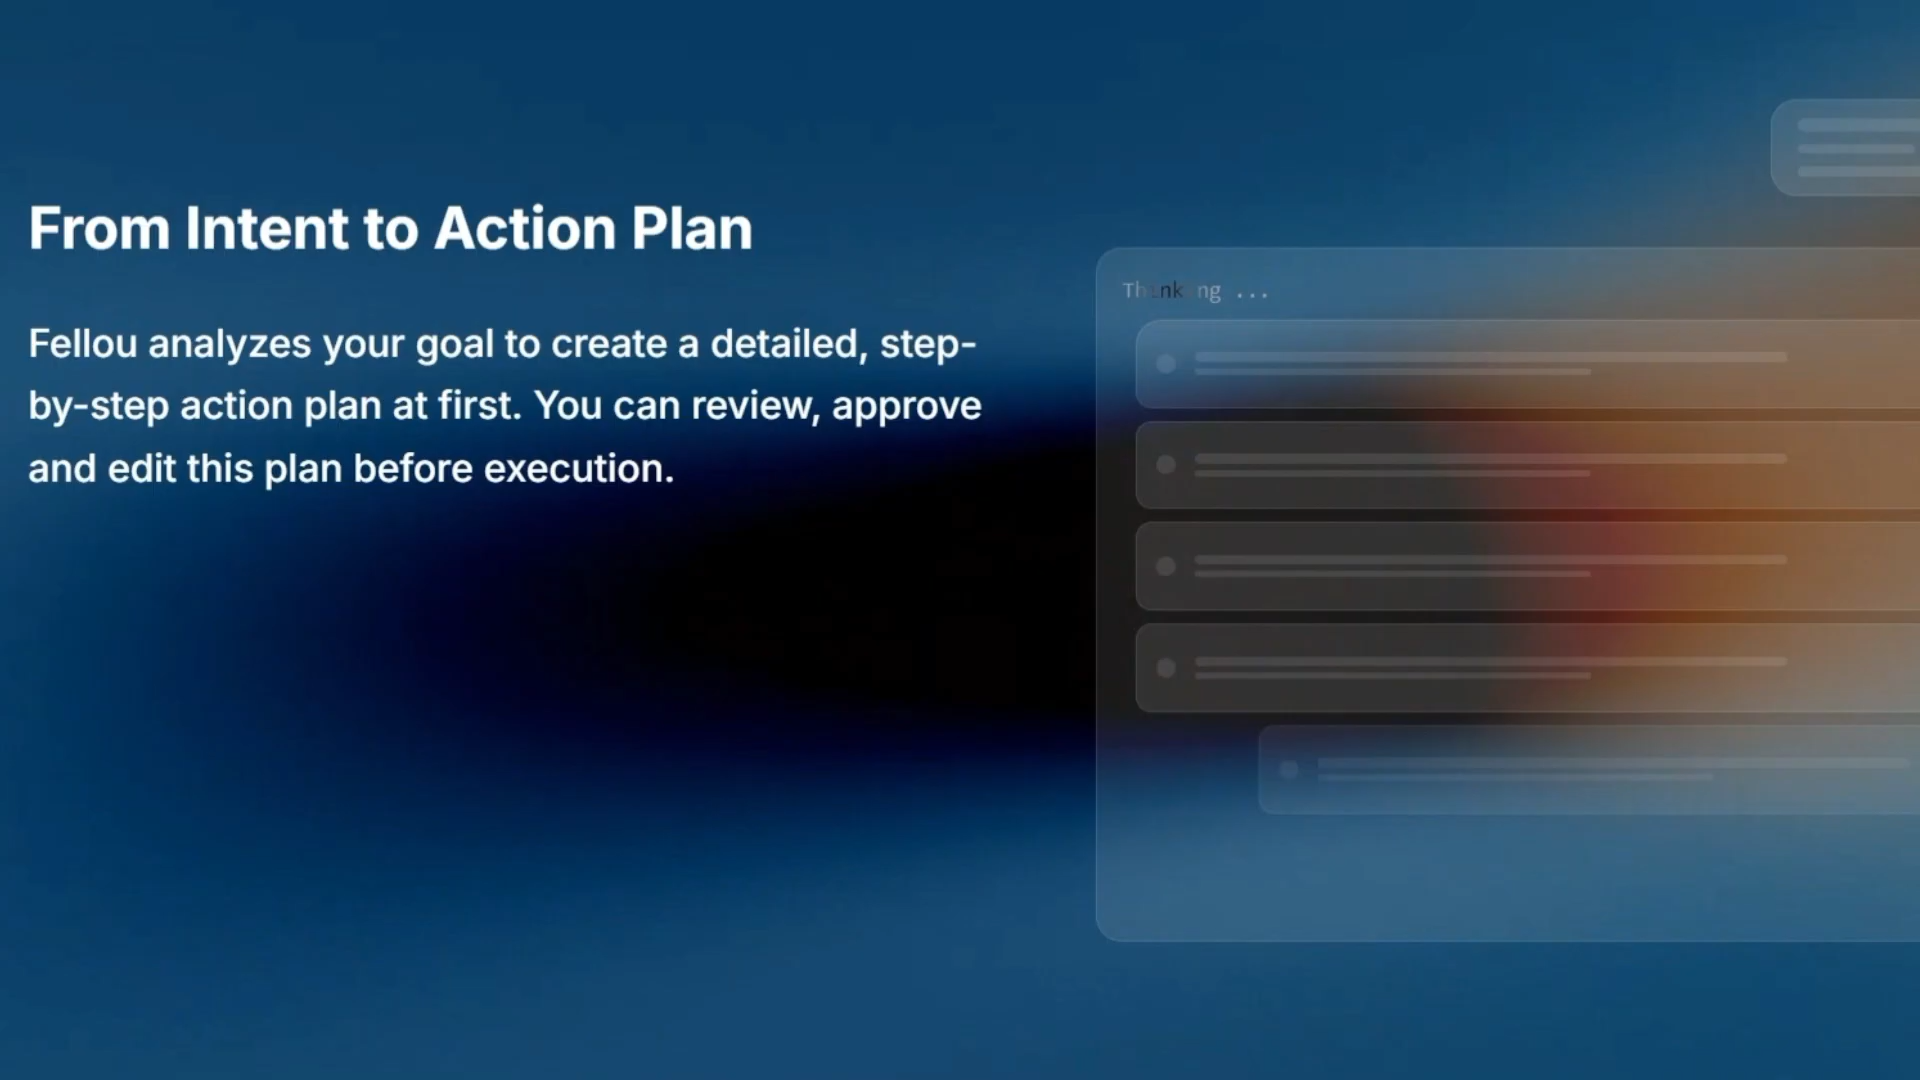 From Intent to Action Plan
Fellou analyzes your goal to create a detailed, step-
by-step action plan at first. You can review, approve
and edit this plan before execution.
Thinking ...